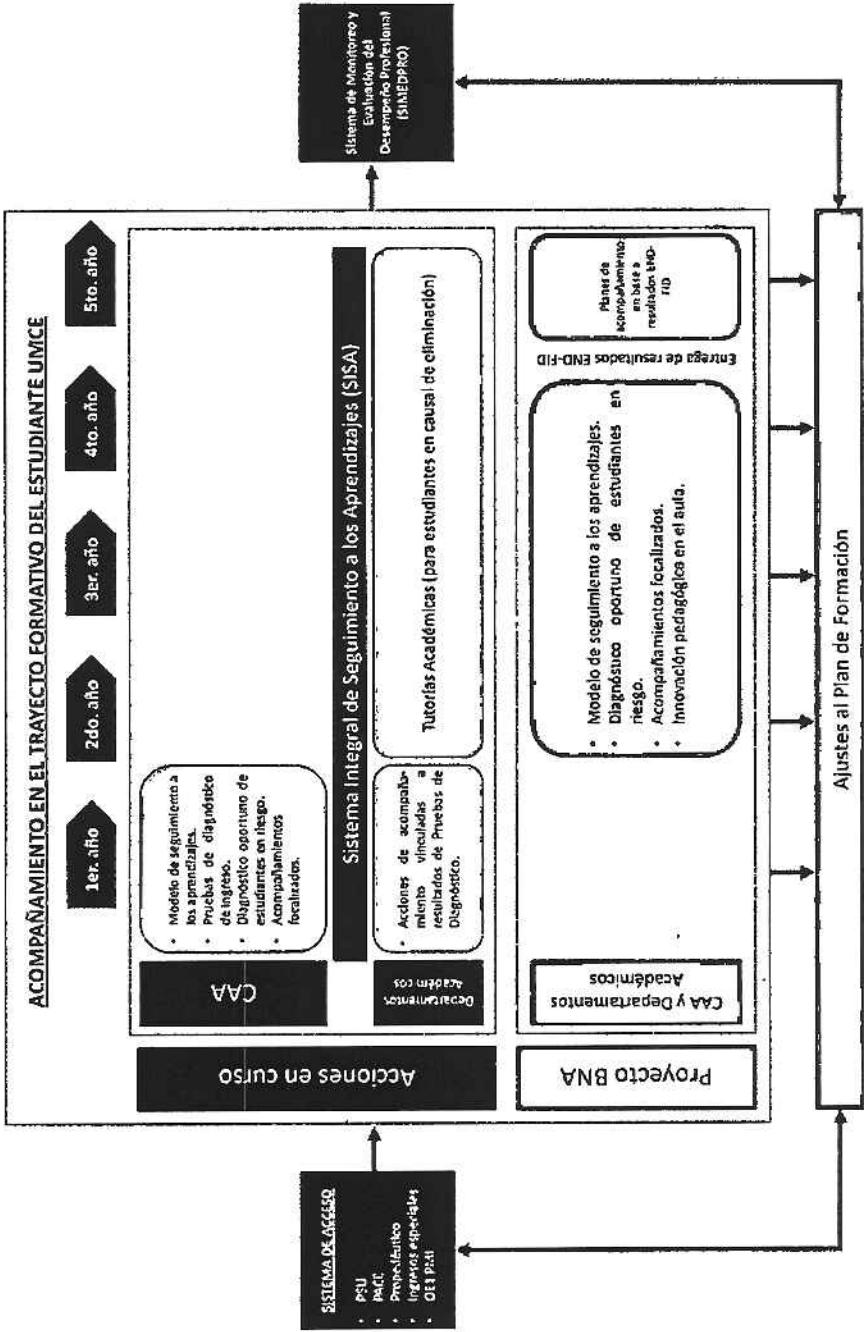 ACOMPAÑAMIENTO EN EL TRAYECTO FORMATIVO DEL ESTUDIANTE UMCE
1er. año
2do. año
3er. año
4to. año
5to. año
SISTEMA DE ACCESO
• PSU
• PACE
• Propedéutico
• Ingresos especiales
• OE1 PMI
Acciones en curso
CAA
• Modelo de seguimiento a
los aprendizajes.
• Pruebas de diagnóstico
de ingreso.
• Diagnóstico oportuno de
estudiantes en riesgo.
• Acompañamientos
focalizados.
Sistema Integral de Seguimiento a los Aprendizajes (SISA)
Departamentos
Académicos
• Acciones de acompaña-
miento vinculadas a
resultados de Pruebas de
Diagnóstico.
Tutorías Académicas (para estudiantes en causal de eliminación)
Proyecto BNA
CAA y Departamentos
Académicos
• Modelo de seguimiento a los aprendizajes.
• Diagnóstico oportuno de estudiantes en
riesgo.
• Acompañamientos focalizados.
• Innovación pedagógica en el aula.
Entrega de resultados END-FID
Planes de
acompañamiento
en base a
resultados END-
FID
Sistema de Monitoreo y
Evaluación del
Desempeño Profesional
(SIMEDPRO)
Ajustes al Plan de Formación